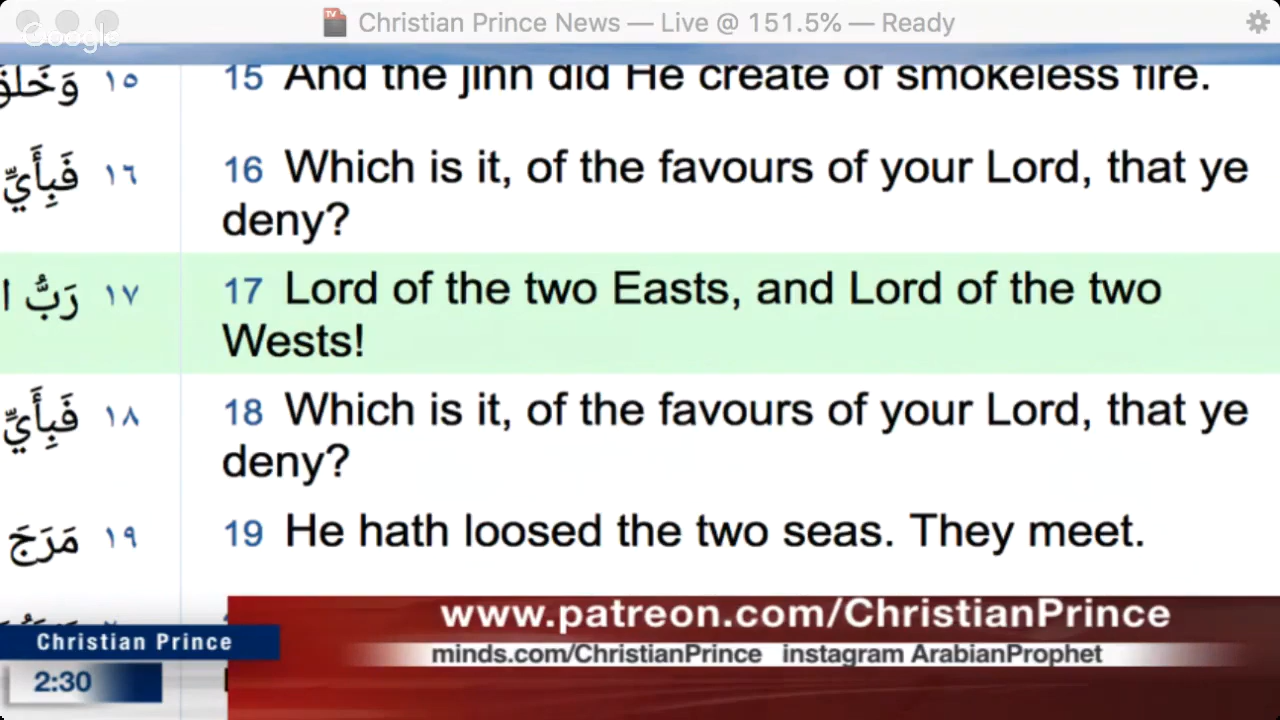 Christian Prince News — Live @ 151.5% — Ready
Google
١٥ 15 And the jinn did He create of smokeless fire.
فَبِأَيِّ ١٦ 16 Which is it, of the favours of your Lord, that ye
deny?
رَبُّ ١٧ 17 Lord of the two Easts, and Lord of the two
Wests!
فَبِأَيِّ ١٨ 18 Which is it, of the favours of your Lord, that ye
deny?
مَرَجَ ١٩ 19 He hath loosed the two seas. They meet.
www.patreon.com/ChristianPrince
Christian Prince
minds.com/ChristianPrince instagram ArabianProphet
2:30